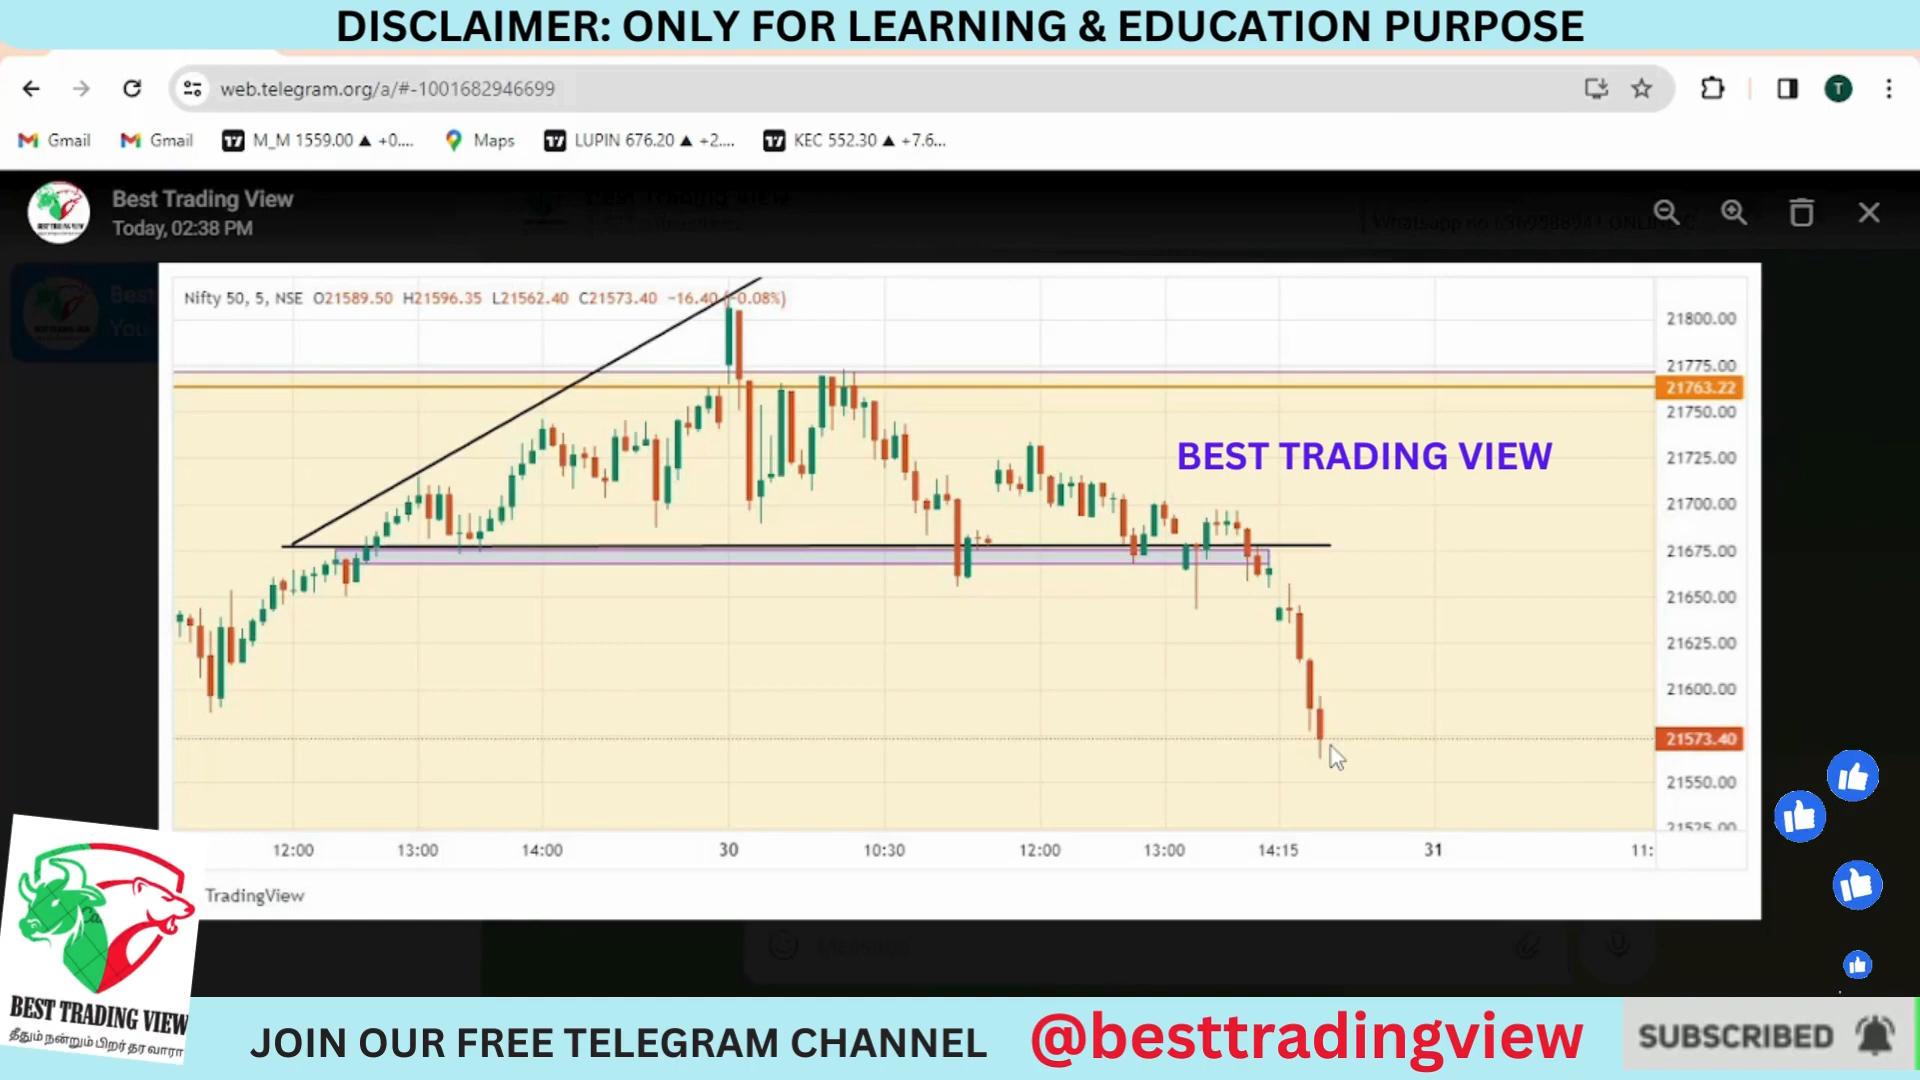 DISCLAIMER: ONLY FOR LEARNING & EDUCATION PURPOSE
web.telegram.org/a/#-1001682946699
Gmail Gmail M_M 1559.00 ▲ +0.... Maps LUPIN 676.20 ▲ +2.... KEC 552.30 ▲ +7.6...
T
Best Trading View
Today, 02:38 PM
Nifty 50, 5, NSE O21589.50 H21596.35 L21562.40 C21573.40 −16.40 (−0.08%)
21800.00
21775.00
21763.22
21750.00
BEST TRADING VIEW
21725.00
21700.00
21675.00
21650.00
21625.00
21600.00
21573.40
21550.00
21525.00
12:00 13:00 14:00 30 10:30 12:00 13:00 14:15 31 11:
TradingView
BEST TRADING VIEW
தீதும் நன்றும் பிறர் தர வாரா
JOIN OUR FREE TELEGRAM CHANNEL @besttradingview SUBSCRIBED